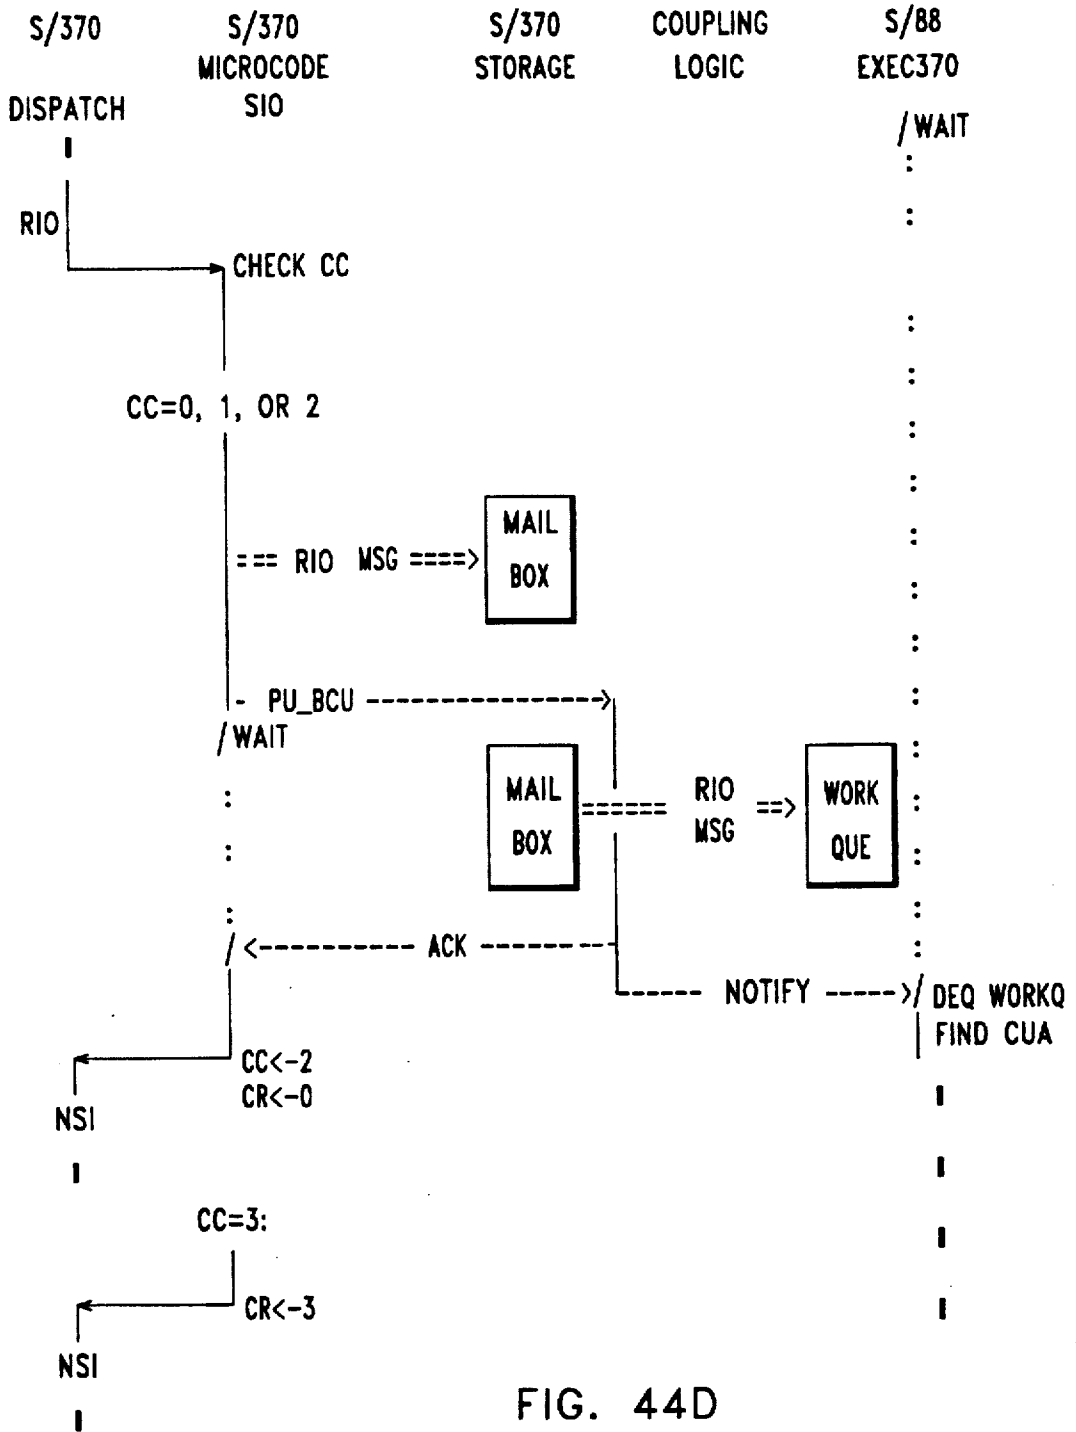 S/370 S/370 S/370 COUPLING S/88
MICROCODE STORAGE LOGIC EXEC370
DISPATCH SIO
/WAIT
RIO
CHECK CC
CC=0, 1, OR 2
MAIL
=== RIO MSG ====>
BOX
- PU_BCU ---------------->
/WAIT
MAIL RIO WORK
====== ==>
BOX MSG QUE
/<----------- ACK --------
------ NOTIFY ----->/ DEQ WORKQ
FIND CUA
CC<-2
CR<-0
NSI
CC=3:
CR<-3
NSI
FIG. 44D